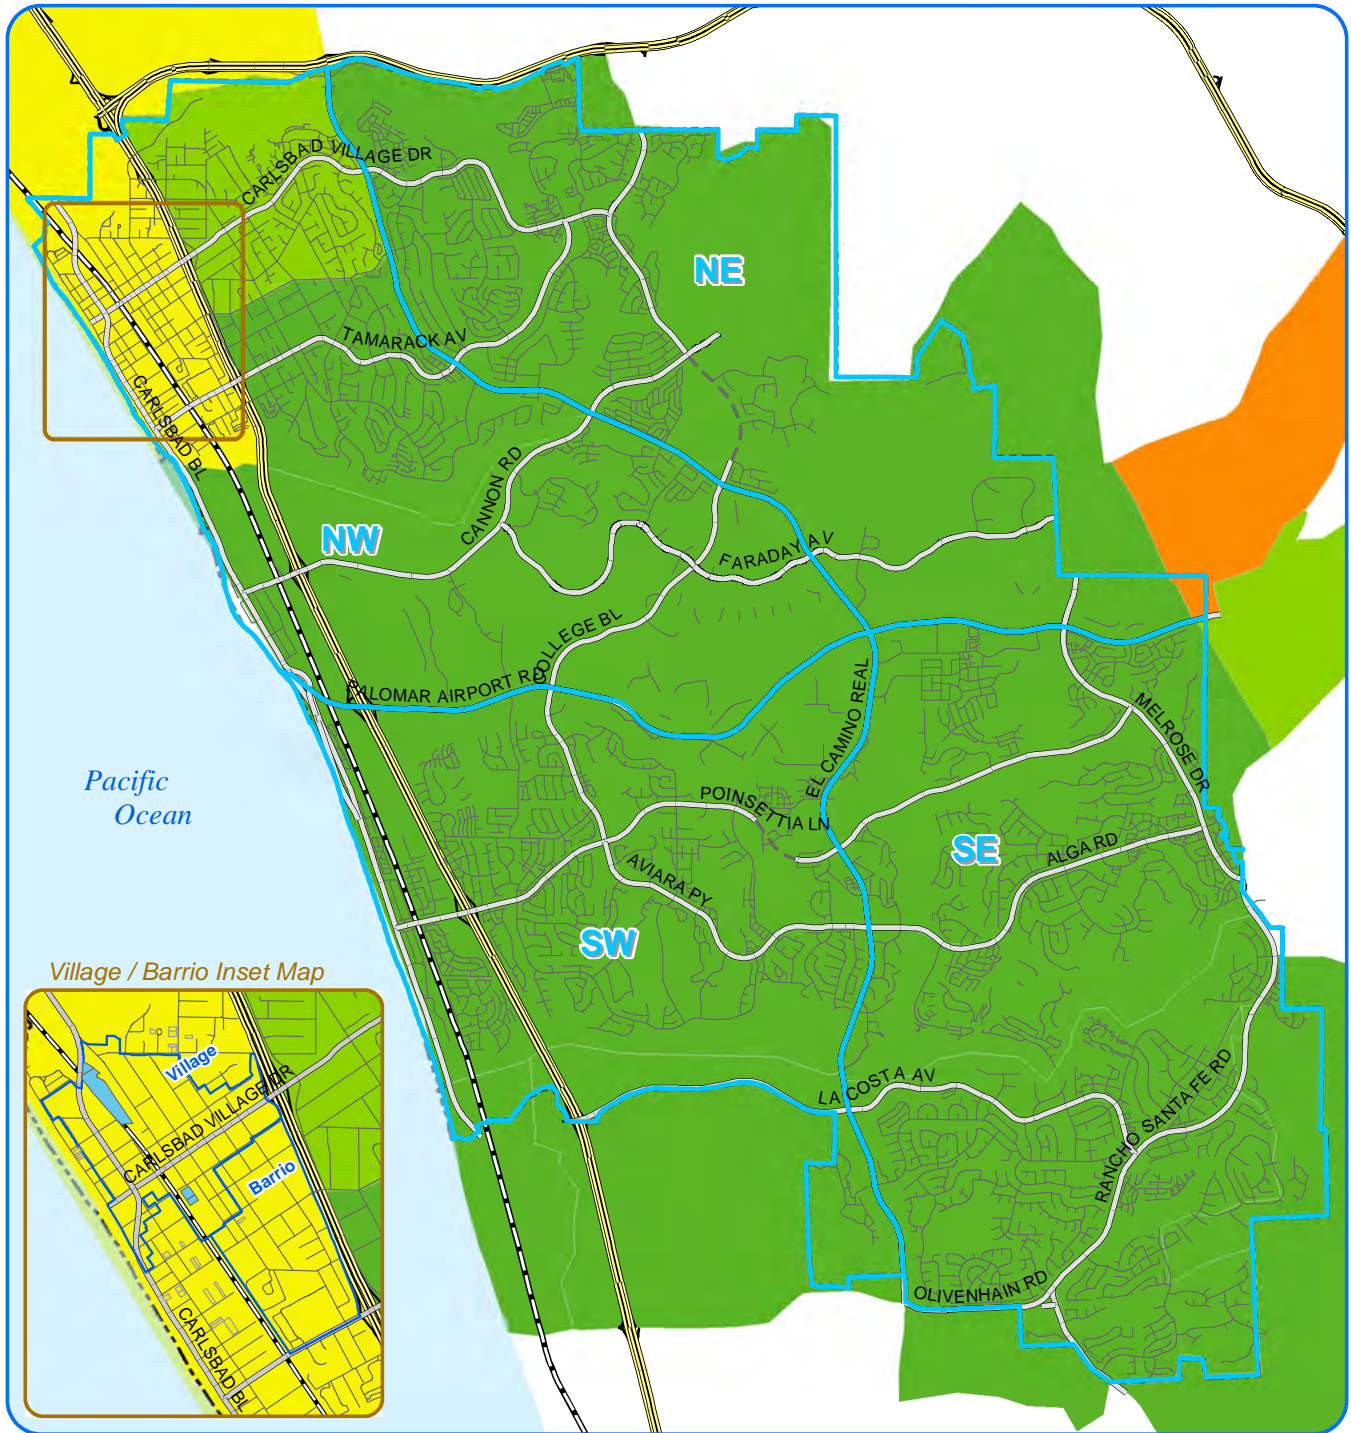 CARLSBAD VILLAGE DR
NE
TAMARACK AV
CARLSBAD BL
CANNON RD
NW
FARADAY AV
COLLEGE BL
PALOMAR AIRPORT RD
EL CAMINO REAL
MELROSE DR
Pacific
Ocean
POINSETTIA LN
SE
ALGA RD
AVIARA PY
SW
Village / Barrio Inset Map
Village
CARLSBAD VILLAGE DR
Barrio
CARLSBAD BL
LA COSTA AV
RANCHO SANTA FE RD
OLIVENHAIN RD